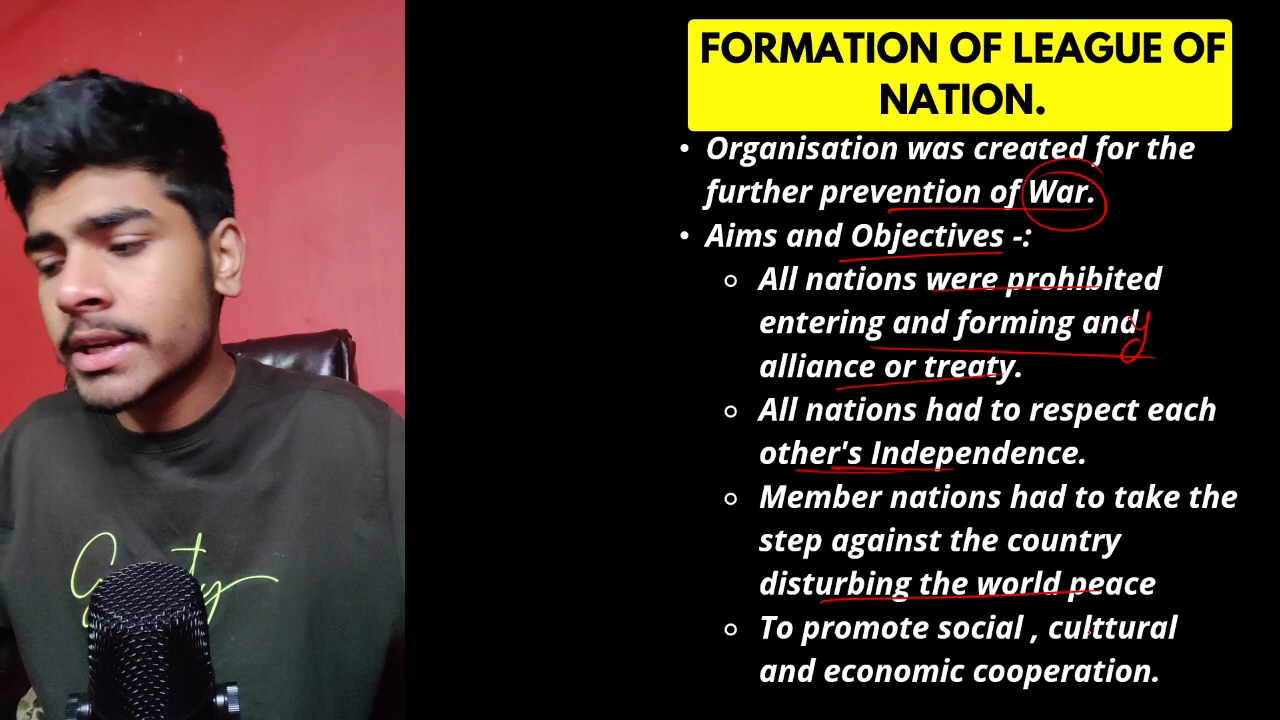 FORMATION OF LEAGUE OF
NATION.
• Organisation was created for the
further prevention of War.
• Aims and Objectives -:
○ All nations were prohibited
entering and forming and y
alliance or treaty.
○ All nations had to respect each
other's Independence.
○ Member nations had to take the
step against the country
disturbing the world peace
○ To promote social , culttural
and economic cooperation.